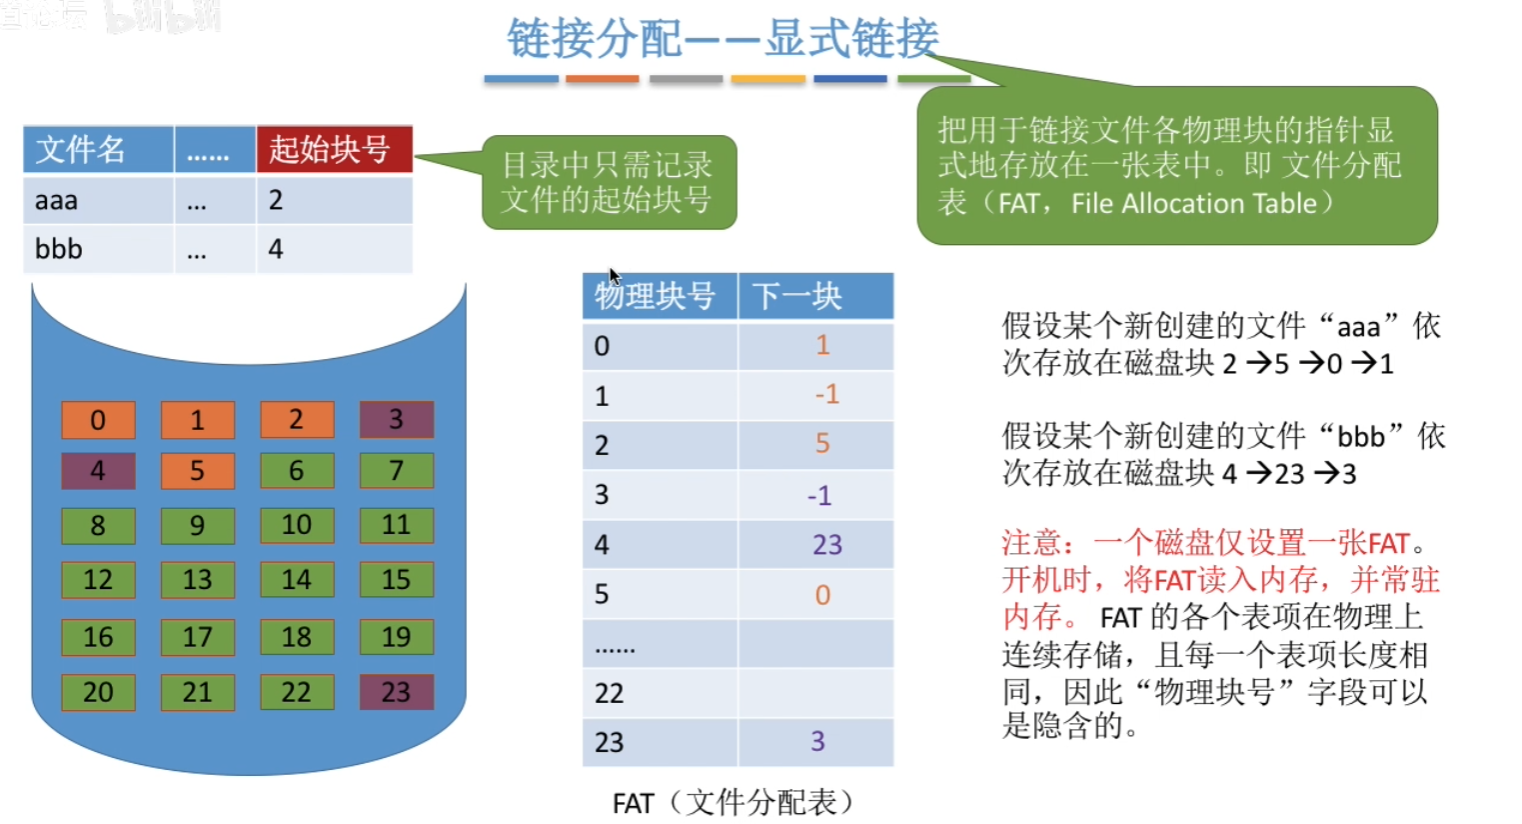 bilibili
链接分配——显式链接
把用于链接文件各物理块的指针显
式地存放在一张表中。即 文件分配
表（FAT，File Allocation Table）
文件名 …… 起始块号
aaa … 2
bbb … 4
目录中只需记录
文件的起始块号
0 1 2 3
4 5 6 7
8 9 10 11
12 13 14 15
16 17 18 19
20 21 22 23
物理块号 下一块
0 1
1 -1
2 5
3 -1
4 23
5 0
……
22
23 3
FAT（文件分配表）
假设某个新创建的文件“aaa”依
次存放在磁盘块 2 →5 →0 →1
假设某个新创建的文件“bbb”依
次存放在磁盘块 4 →23 →3
注意：一个磁盘仅设置一张FAT。
开机时，将FAT读入内存，并常驻
内存。 FAT 的各个表项在物理上
连续存储，且每一个表项长度相
同，因此“物理块号”字段可以
是隐含的。